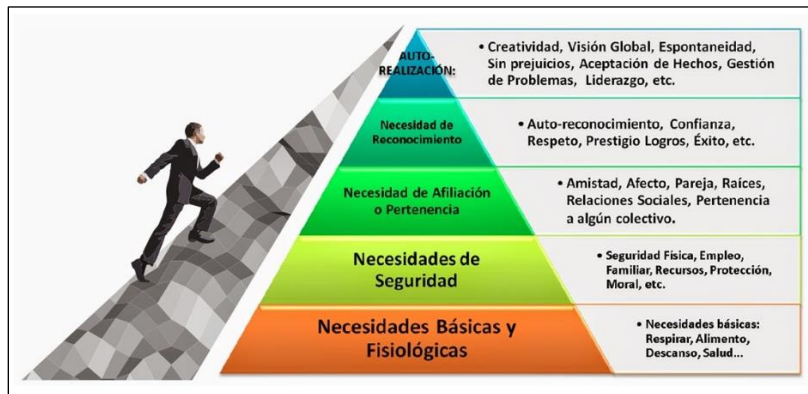 AUTO-
REALIZACIÓN:
• Creatividad, Visión Global, Espontaneidad,
Sin prejuicios, Aceptación de Hechos, Gestión
de Problemas, Liderazgo, etc.
Necesidad de
Reconocimiento
• Auto-reconocimiento, Confianza,
Respeto, Prestigio Logros, Éxito, etc.
Necesidad de Afiliación
o Pertenencia
• Amistad, Afecto, Pareja, Raíces,
Relaciones Sociales, Pertenencia
a algún colectivo.
Necesidades de
Seguridad
• Seguridad Física, Empleo,
Familiar, Recursos, Protección,
Moral, etc.
Necesidades Básicas y
Fisiológicas
• Necesidades básicas:
Respirar, Alimento,
Descanso, Salud...